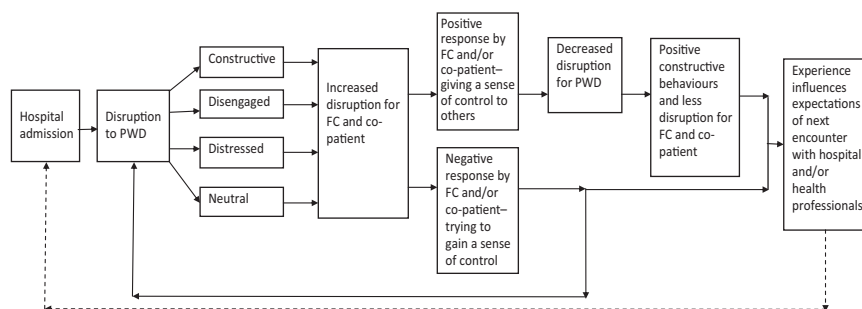 Hospital
admission
Disruption
to PWD
Constructive
Disengaged
Distressed
Neutral
Increased
disruption for
FC and co-
patient
Positive
response by
FC and/or
co-patient–
giving a sense
of control to
others
Negative
response by
FC and/or
co-patient–
trying to
gain a sense
of control
Decreased
disruption
for PWD
Positive
constructive
behaviours
and less
disruption for
FC and co-
patient
Experience
influences
expectations
of next
encounter
with hospital
and/or
health
professionals